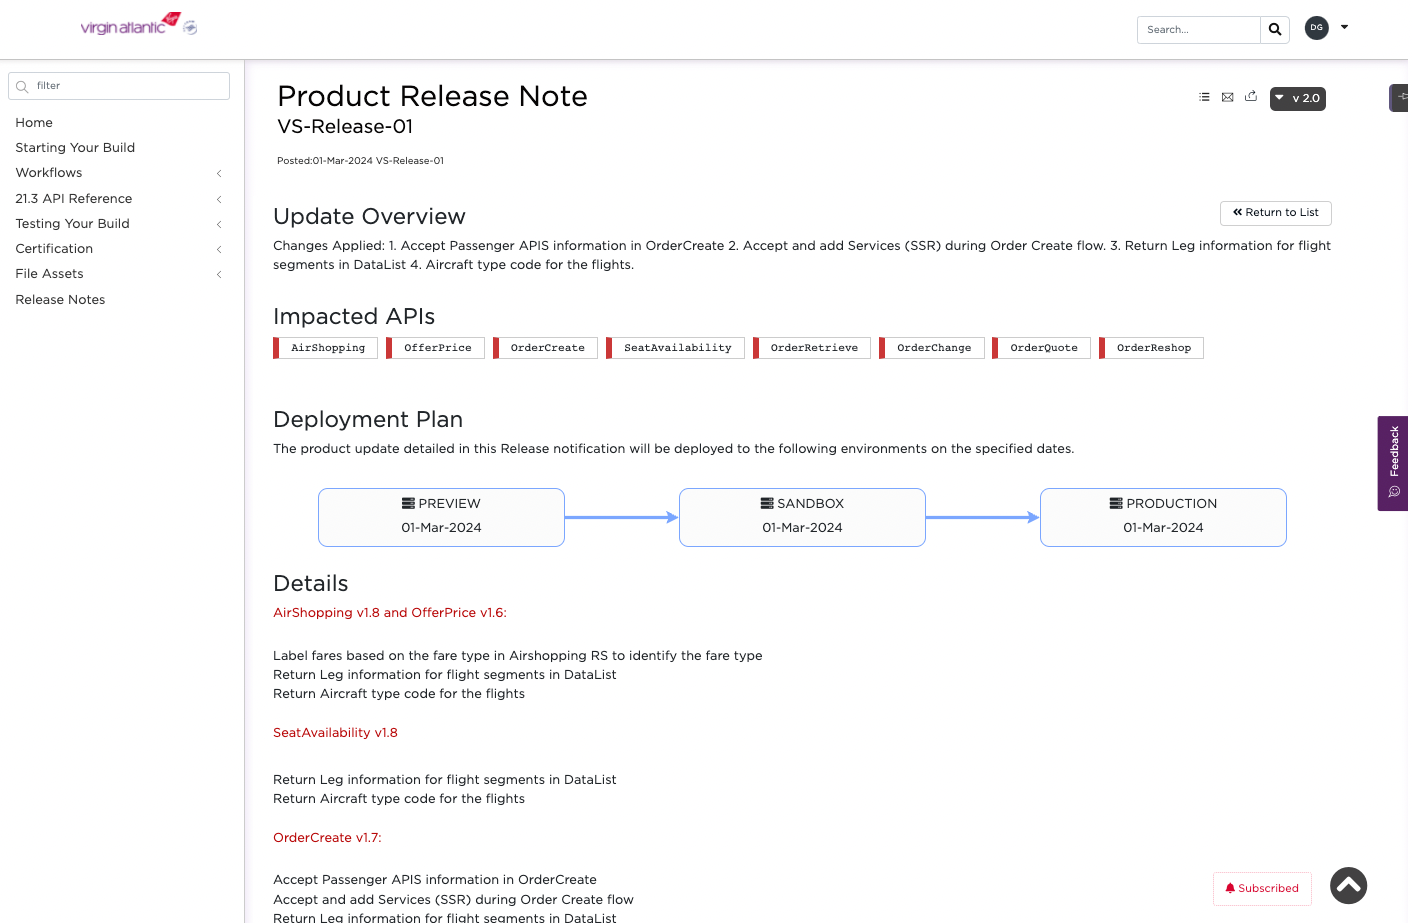 virgin atlantic
Search...
DG
filter
Home
Starting Your Build
Workflows
21.3 API Reference
Testing Your Build
Certification
File Assets
Release Notes
Product Release Note
v 2.0
VS-Release-01
Posted:01-Mar-2024 VS-Release-01
Update Overview
Return to List
Changes Applied: 1. Accept Passenger APIS information in OrderCreate 2. Accept and add Services (SSR) during Order Create flow. 3. Return Leg information for flight
segments in DataList 4. Aircraft type code for the flights.
Impacted APIs
AirShopping OfferPrice OrderCreate SeatAvailability OrderRetrieve OrderChange OrderQuote OrderReshop
Deployment Plan
The product update detailed in this Release notification will be deployed to the following environments on the specified dates.
PREVIEW
01-Mar-2024
SANDBOX
01-Mar-2024
PRODUCTION
01-Mar-2024
Details
AirShopping v1.8 and OfferPrice v1.6:
Label fares based on the fare type in Airshopping RS to identify the fare type
Return Leg information for flight segments in DataList
Return Aircraft type code for the flights
SeatAvailability v1.8
Return Leg information for flight segments in DataList
Return Aircraft type code for the flights
OrderCreate v1.7:
Accept Passenger APIS information in OrderCreate
Accept and add Services (SSR) during Order Create flow
Return Leg information for flight segments in DataList
Feedback
Subscribed